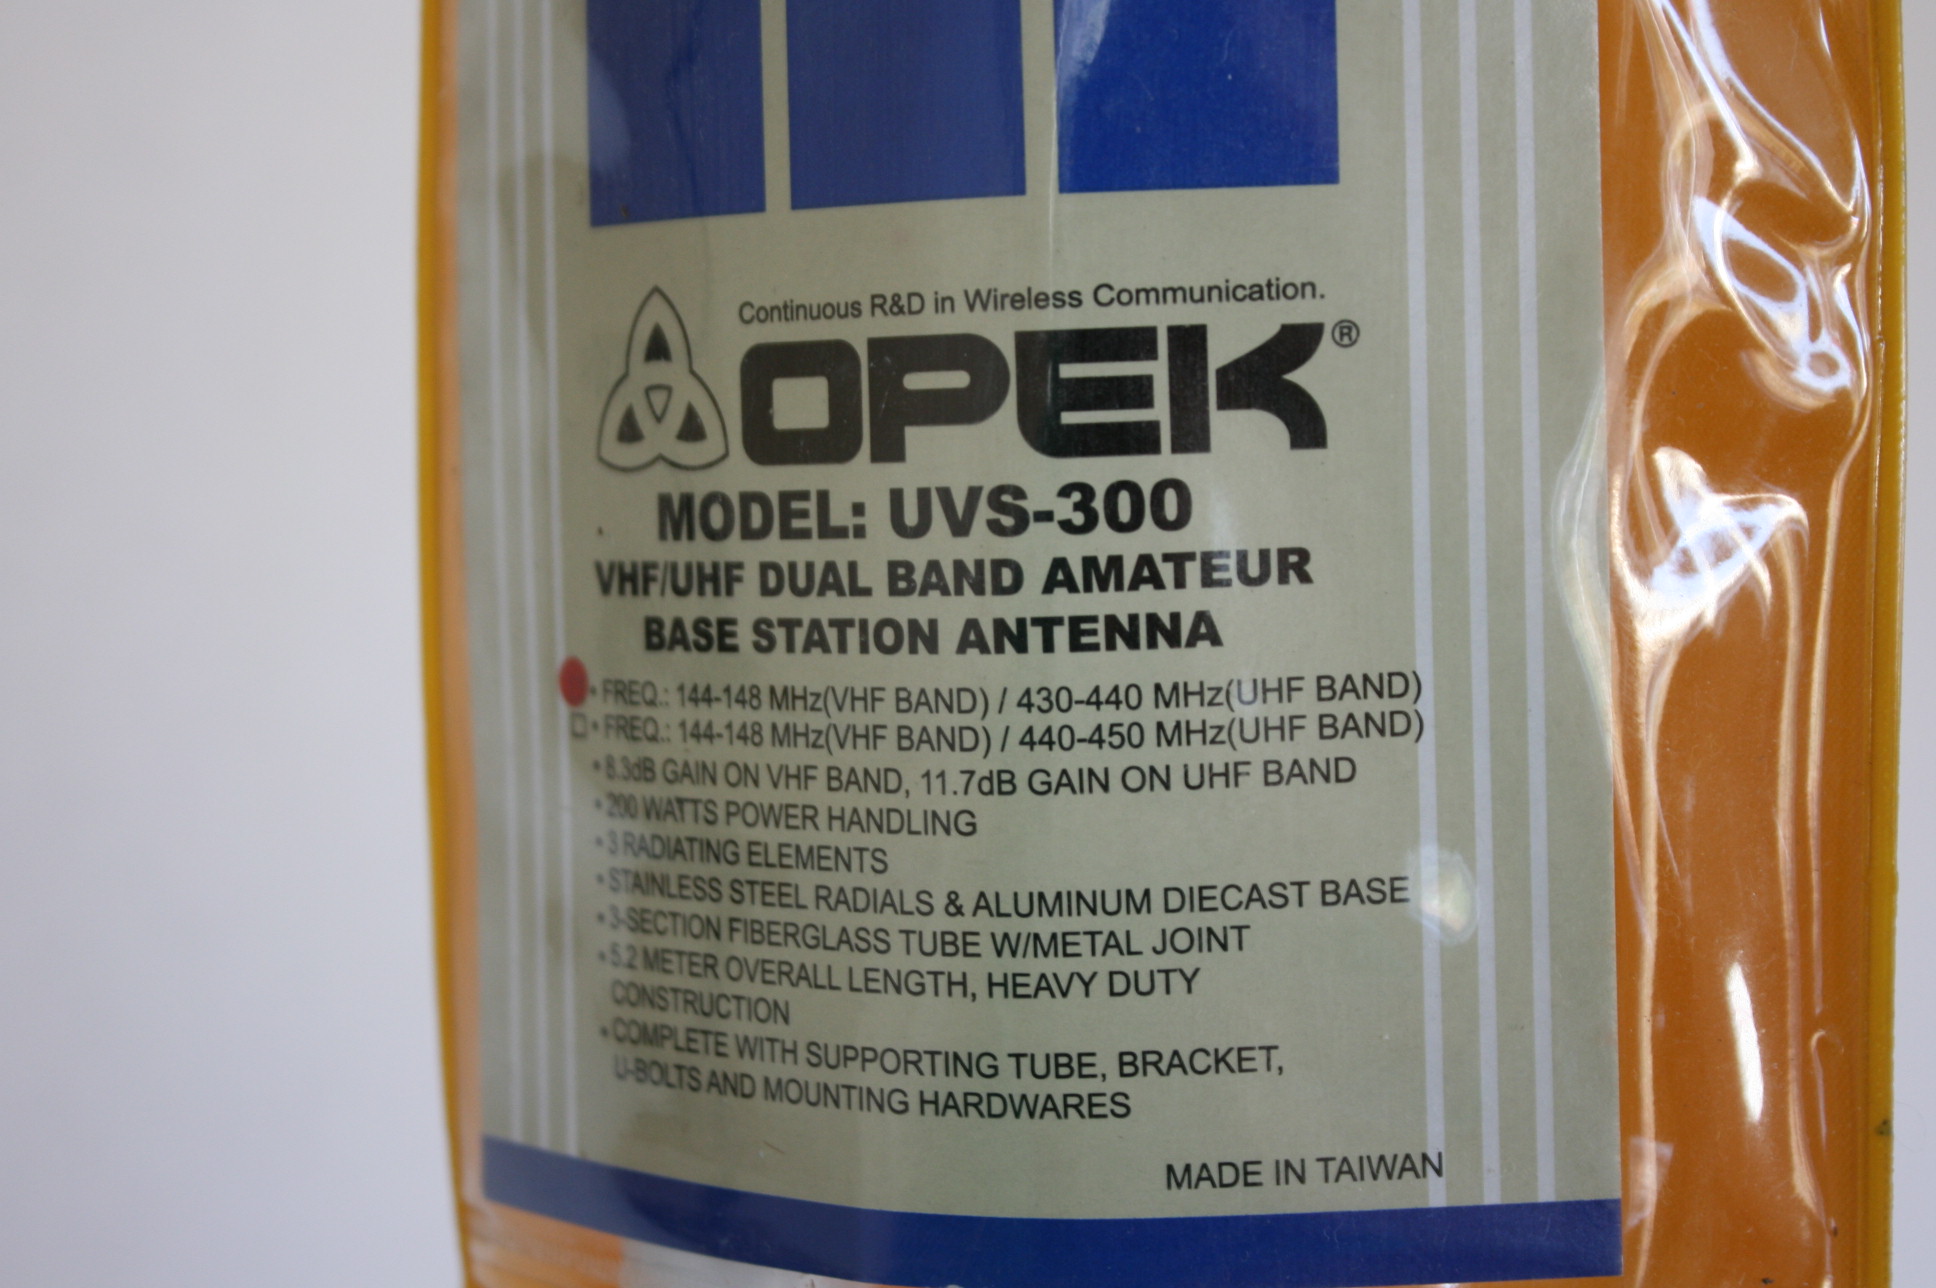 Continuous R&D in Wireless Communication.
OPEK®
MODEL: UVS-300
VHF/UHF DUAL BAND AMATEUR
BASE STATION ANTENNA
• FREQ.: 144-148 MHz(VHF BAND) / 430-440 MHz(UHF BAND)
□• FREQ.: 144-148 MHz(VHF BAND) / 440-450 MHz(UHF BAND)
• 8.3dB GAIN ON VHF BAND, 11.7dB GAIN ON UHF BAND
• 200 WATTS POWER HANDLING
• 3 RADIATING ELEMENTS
• STAINLESS STEEL RADIALS & ALUMINUM DIECAST BASE
• 3-SECTION FIBERGLASS TUBE W/METAL JOINT
• 5.2 METER OVERALL LENGTH, HEAVY DUTY
CONSTRUCTION
• COMPLETE WITH SUPPORTING TUBE, BRACKET,
U-BOLTS AND MOUNTING HARDWARES
MADE IN TAIWAN